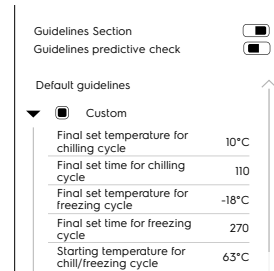 Guidelines Section
Guidelines predictive check
Default guidelines
Custom
Final set temperature for
chilling cycle
10°C
Final set time for chilling
cycle
110
Final set temperature for
freezing cycle
-18°C
Final set time for freezing
cycle
270
Starting temperature for
chill/freezing cycle
63°C